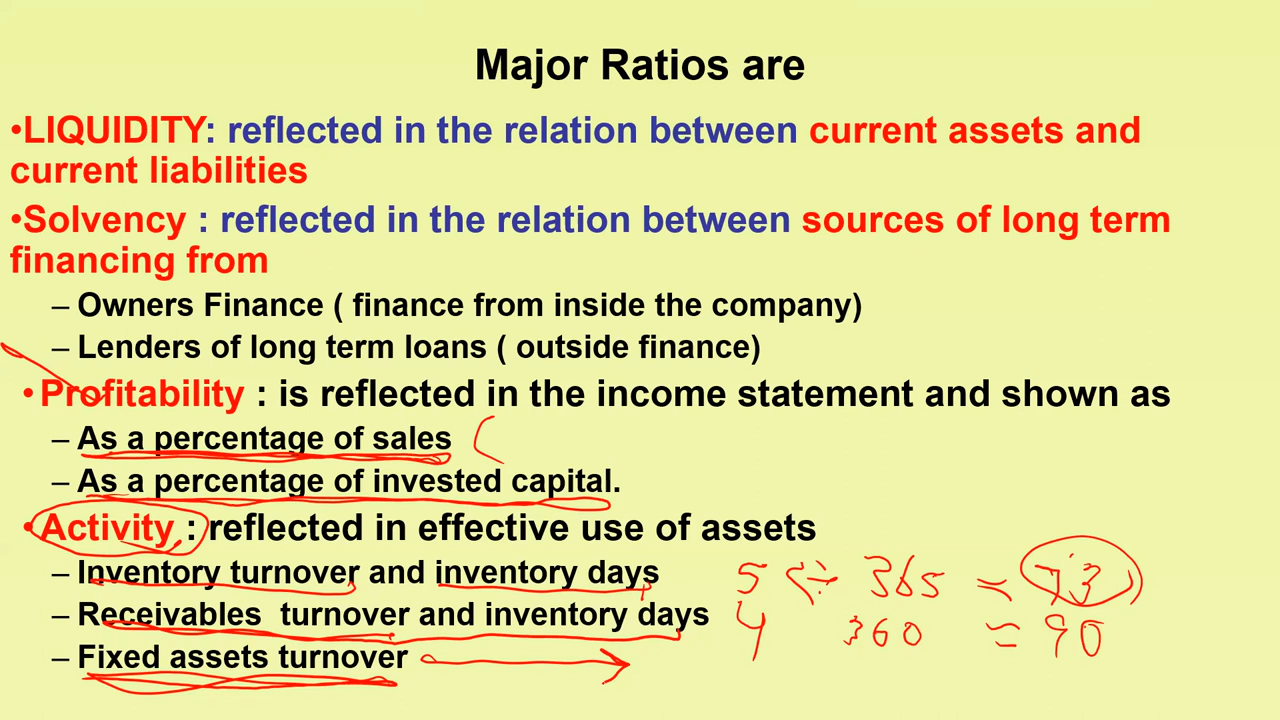 Major Ratios are
•LIQUIDITY: reflected in the relation between current assets and
current liabilities
•Solvency : reflected in the relation between sources of long term
financing from
– Owners Finance ( finance from inside the company)
– Lenders of long term loans ( outside finance)
• Profitability : is reflected in the income statement and shown as
– As a percentage of sales
– As a percentage of invested capital.
• Activity : reflected in effective use of assets
– Inventory turnover and inventory days
5 ÷ 365 = 73
– Receivables turnover and inventory days
4 360 = 90
– Fixed assets turnover